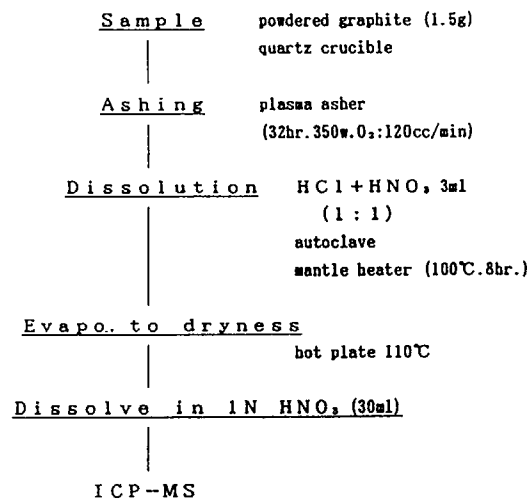 Sample powdered graphite (1.5g)
quartz crucible
Ashing plasma asher
(32hr.350w.O₂:120cc/min)
Dissolution HCl+HNO₃ 3ml
(1:1)
autoclave
mantle heater (100℃.8hr.)
Evapo. to dryness
hot plate 110℃
Dissolve in 1N HNO₃ (30ml)
ICP-MS